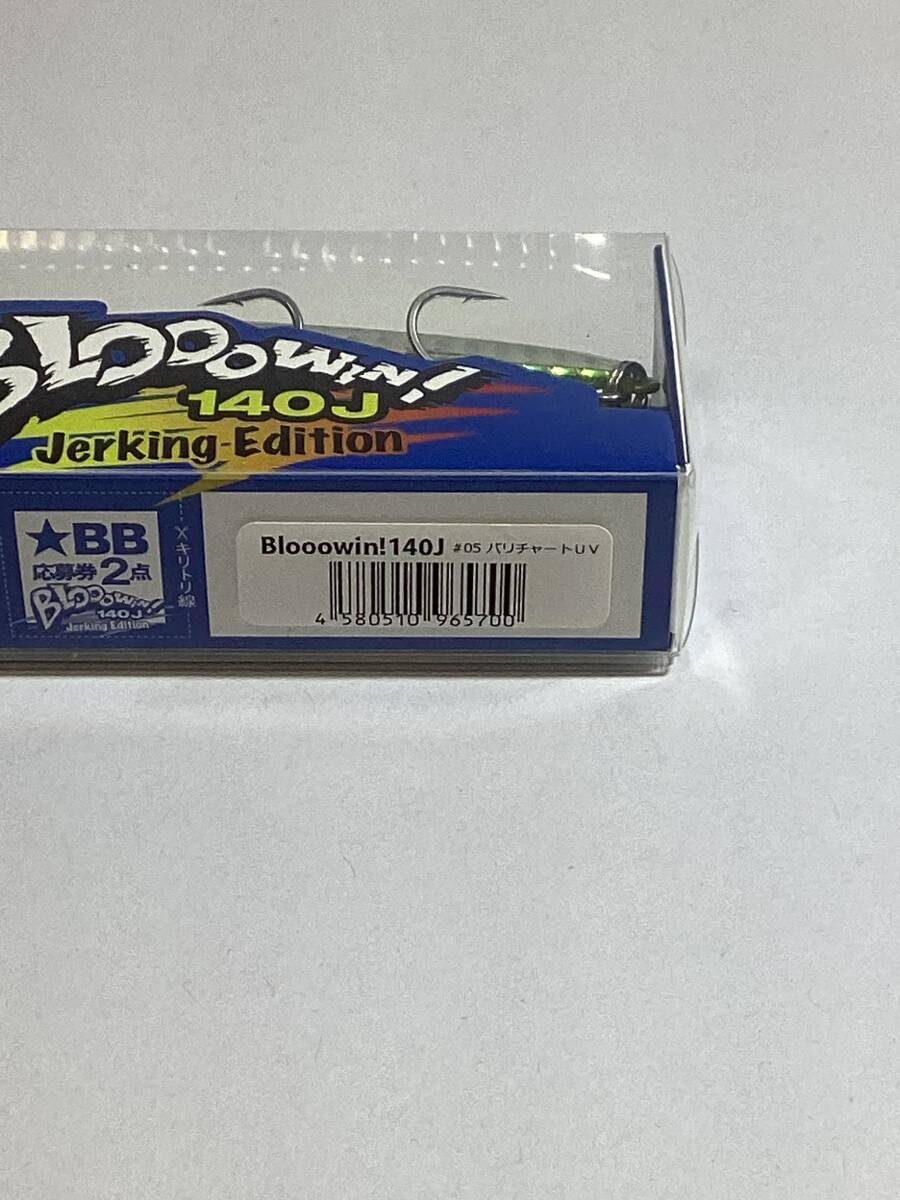 BLOOOWIN!
140J
Jerking-Edition
★BB
応募券2点
BLOOOWIN!
140J
Jerking Edition
キリトリ線
Blooowin!140J #05 バリチャートUV
4 580510 965700